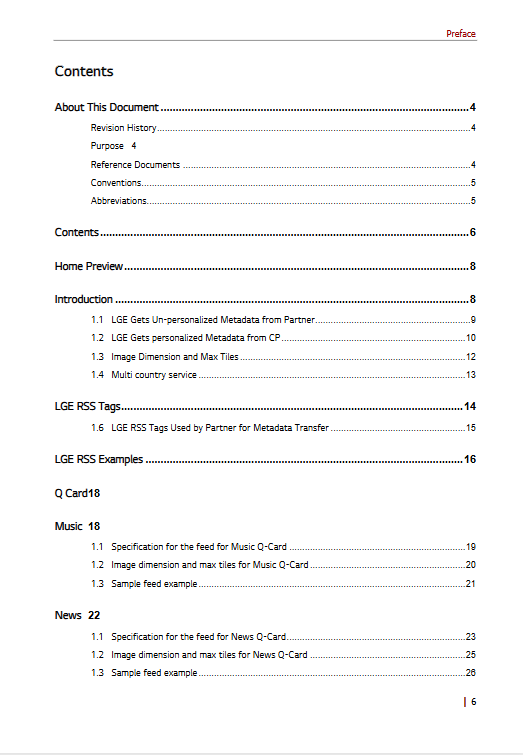 Preface
Contents
About This Document.....4
Revision History.....4
Purpose 4
Reference Documents.....4
Conventions.....5
Abbreviations.....5
Contents.....6
Home Preview.....8
Introduction.....8
1.1 LGE Gets Un-personalized Metadata from Partner.....9
1.2 LGE Gets personalized Metadata from CP.....10
1.3 Image Dimension and Max Tiles.....12
1.4 Multi country service.....13
LGE RSS Tags.....14
1.6 LGE RSS Tags Used by Partner for Metadata Transfer.....15
LGE RSS Examples.....16
Q Card18
Music 18
1.1 Specification for the feed for Music Q-Card.....19
1.2 Image dimension and max tiles for Music Q-Card.....20
1.3 Sample feed example.....21
News 22
1.1 Specification for the feed for News Q-Card.....23
1.2 Image dimension and max tiles for News Q-Card.....25
1.3 Sample feed example.....26
| 6